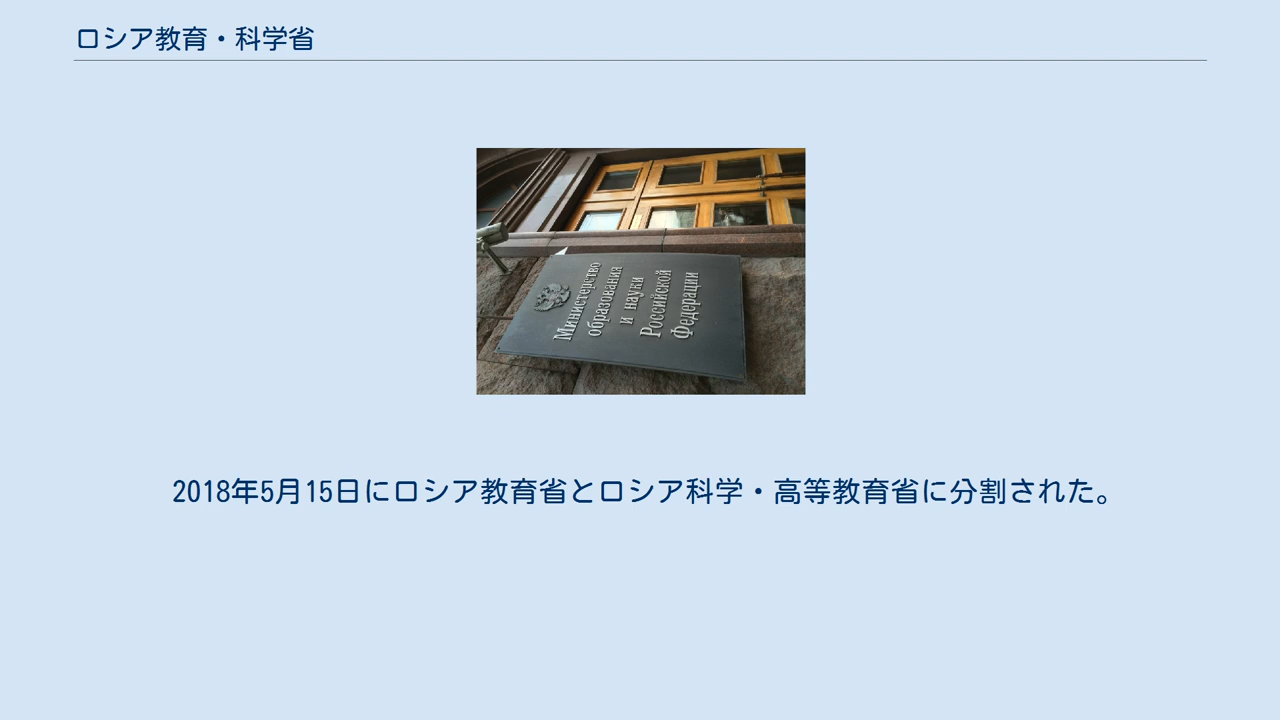 ロシア教育・科学省
Министерство
образования
и науки
Российской
Федерации
2018年5月15日にロシア教育省とロシア科学・高等教育省に分割された。